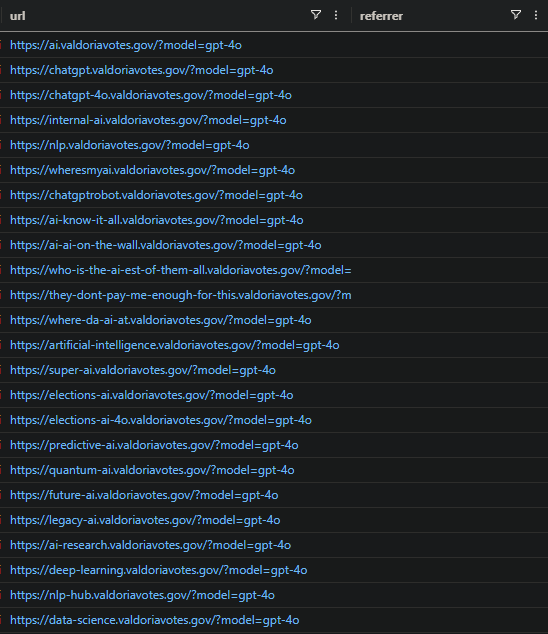 url referrer
https://ai.valdoriavotes.gov/?model=gpt-4o
https://chatgpt.valdoriavotes.gov/?model=gpt-4o
https://chatgpt-4o.valdoriavotes.gov/?model=gpt-4o
https://internal-ai.valdoriavotes.gov/?model=gpt-4o
https://nlp.valdoriavotes.gov/?model=gpt-4o
https://wheresmyai.valdoriavotes.gov/?model=gpt-4o
https://chatgptrobot.valdoriavotes.gov/?model=gpt-4o
https://ai-know-it-all.valdoriavotes.gov/?model=gpt-4o
https://ai-ai-on-the-wall.valdoriavotes.gov/?model=gpt-4o
https://who-is-the-ai-est-of-them-all.valdoriavotes.gov/?model=
https://they-dont-pay-me-enough-for-this.valdoriavotes.gov/?m
https://where-da-ai-at.valdoriavotes.gov/?model=gpt-4o
https://artificial-intelligence.valdoriavotes.gov/?model=gpt-4o
https://super-ai.valdoriavotes.gov/?model=gpt-4o
https://elections-ai.valdoriavotes.gov/?model=gpt-4o
https://elections-ai-4o.valdoriavotes.gov/?model=gpt-4o
https://predictive-ai.valdoriavotes.gov/?model=gpt-4o
https://quantum-ai.valdoriavotes.gov/?model=gpt-4o
https://future-ai.valdoriavotes.gov/?model=gpt-4o
https://legacy-ai.valdoriavotes.gov/?model=gpt-4o
https://ai-research.valdoriavotes.gov/?model=gpt-4o
https://deep-learning.valdoriavotes.gov/?model=gpt-4o
https://nlp-hub.valdoriavotes.gov/?model=gpt-4o
https://data-science.valdoriavotes.gov/?model=gpt-4o